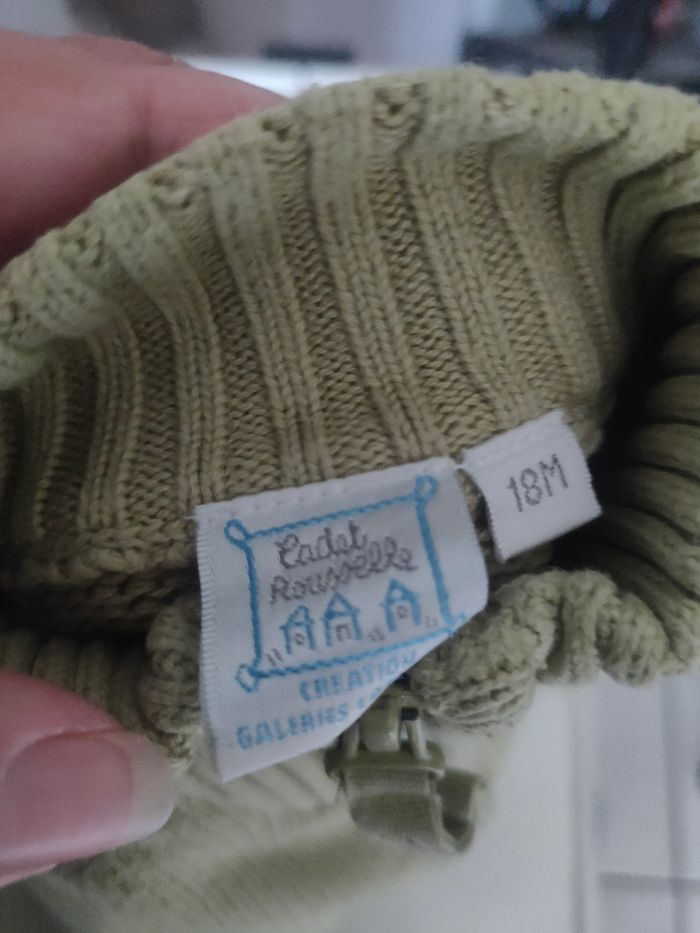 Cadet
Rousselle
CREATION
GALERIES
18M